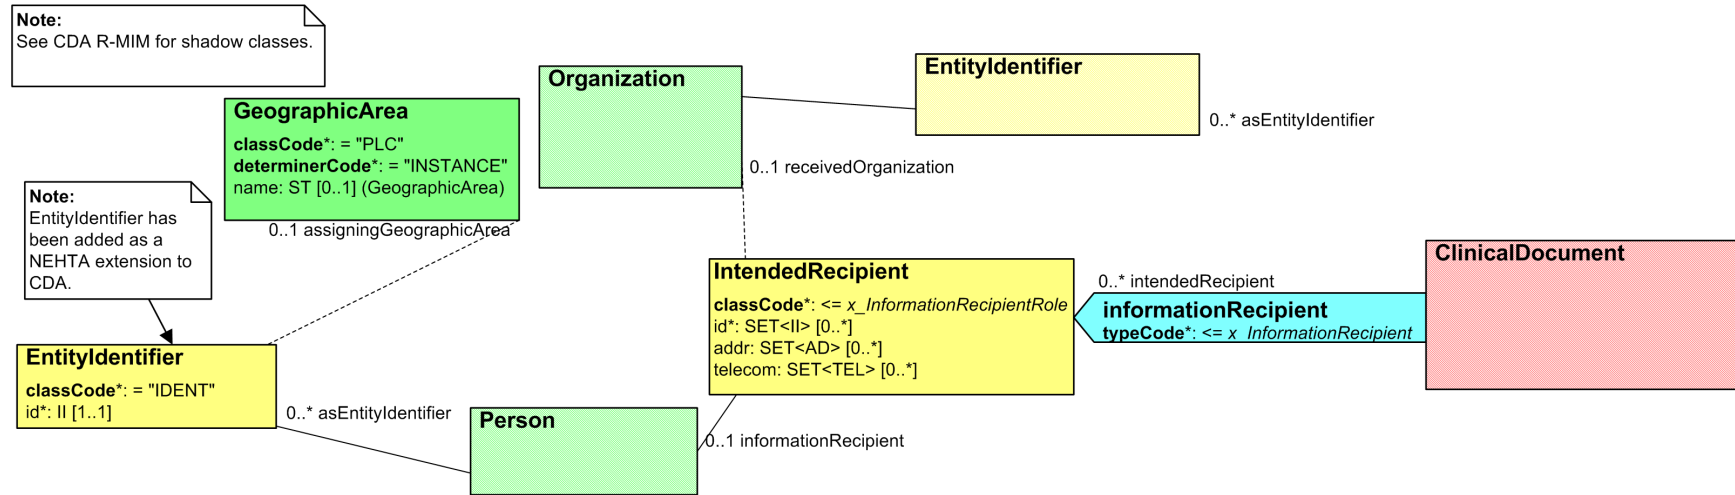 Note:
See CDA R-MIM for shadow classes.
GeographicArea
classCode*: = "PLC"
determinerCode*: = "INSTANCE"
name: ST [0..1] (GeographicArea)
0..1 assigningGeographicArea
Organization
0..1 receivedOrganization
EntityIdentifier
0..* asEntityIdentifier
Note:
EntityIdentifier has
been added as a
NEHTA extension to
CDA.
IntendedRecipient
classCode*: <= x_InformationRecipientRole
id*: SET<II> [0..*]
addr: SET<AD> [0..*]
telecom: SET<TEL> [0..*]
0..* intendedRecipient
informationRecipient
typeCode*: <= x_InformationRecipient
ClinicalDocument
EntityIdentifier
classCode*: = "IDENT"
id*: II [1..1]
0..* asEntityIdentifier
Person
0..1 informationRecipient